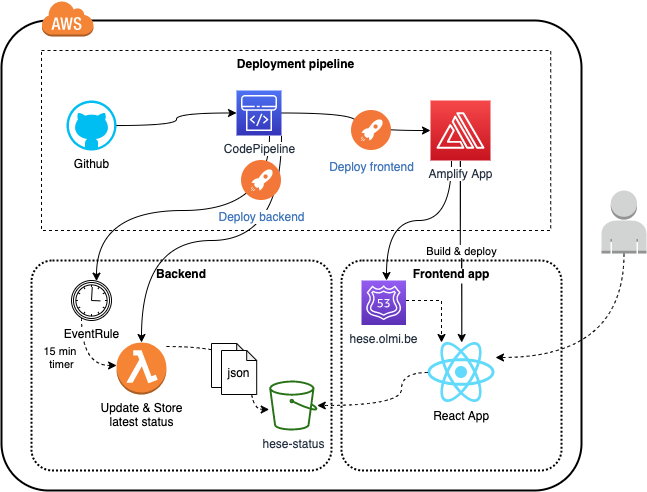 AWS
Deployment pipeline
Github
CodePipeline
Deploy frontend
Amplify App
Deploy backend
Build & deploy
Backend
Frontend app
EventRule
53
hese.olmi.be
15 min
timer
json
Update & Store
latest status
hese-status
React App